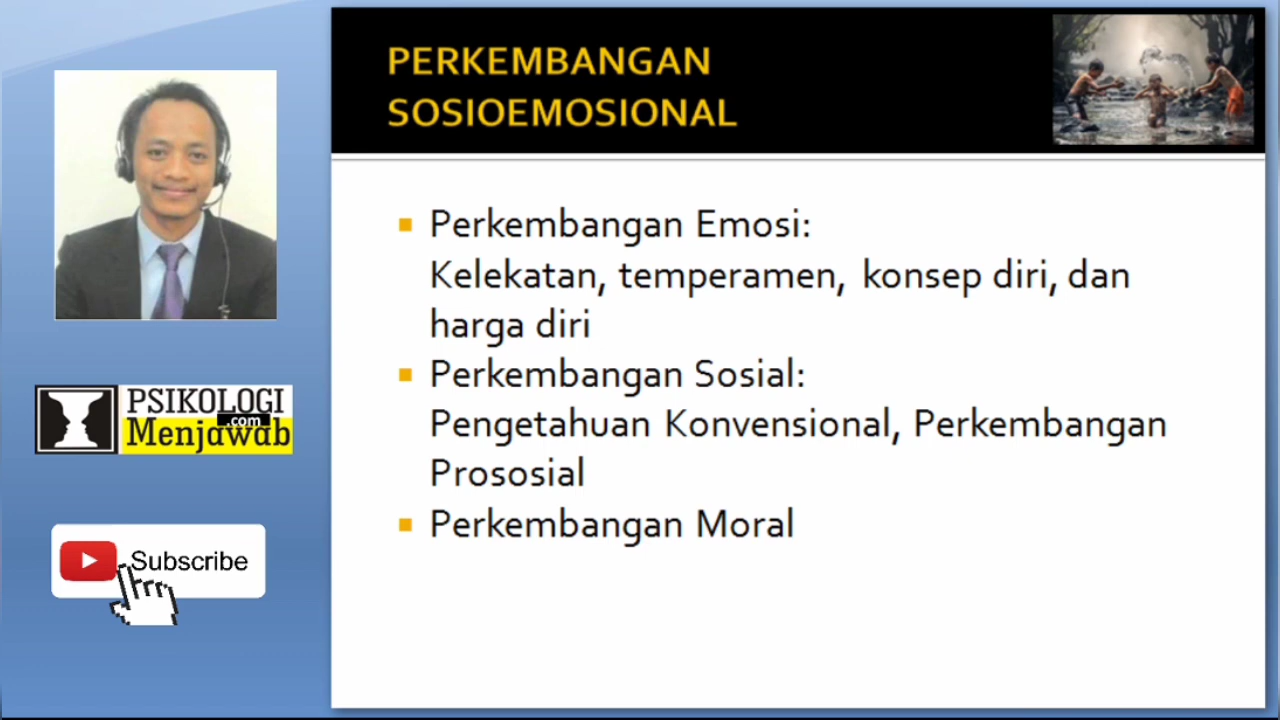 PERKEMBANGAN
SOSIOEMOSIONAL
PSIKOLOGI
.com
Menjawab
Subscribe
Perkembangan Emosi:
Kelekatan, temperamen, konsep diri, dan
harga diri
Perkembangan Sosial:
Pengetahuan Konvensional, Perkembangan
Prososial
Perkembangan Moral